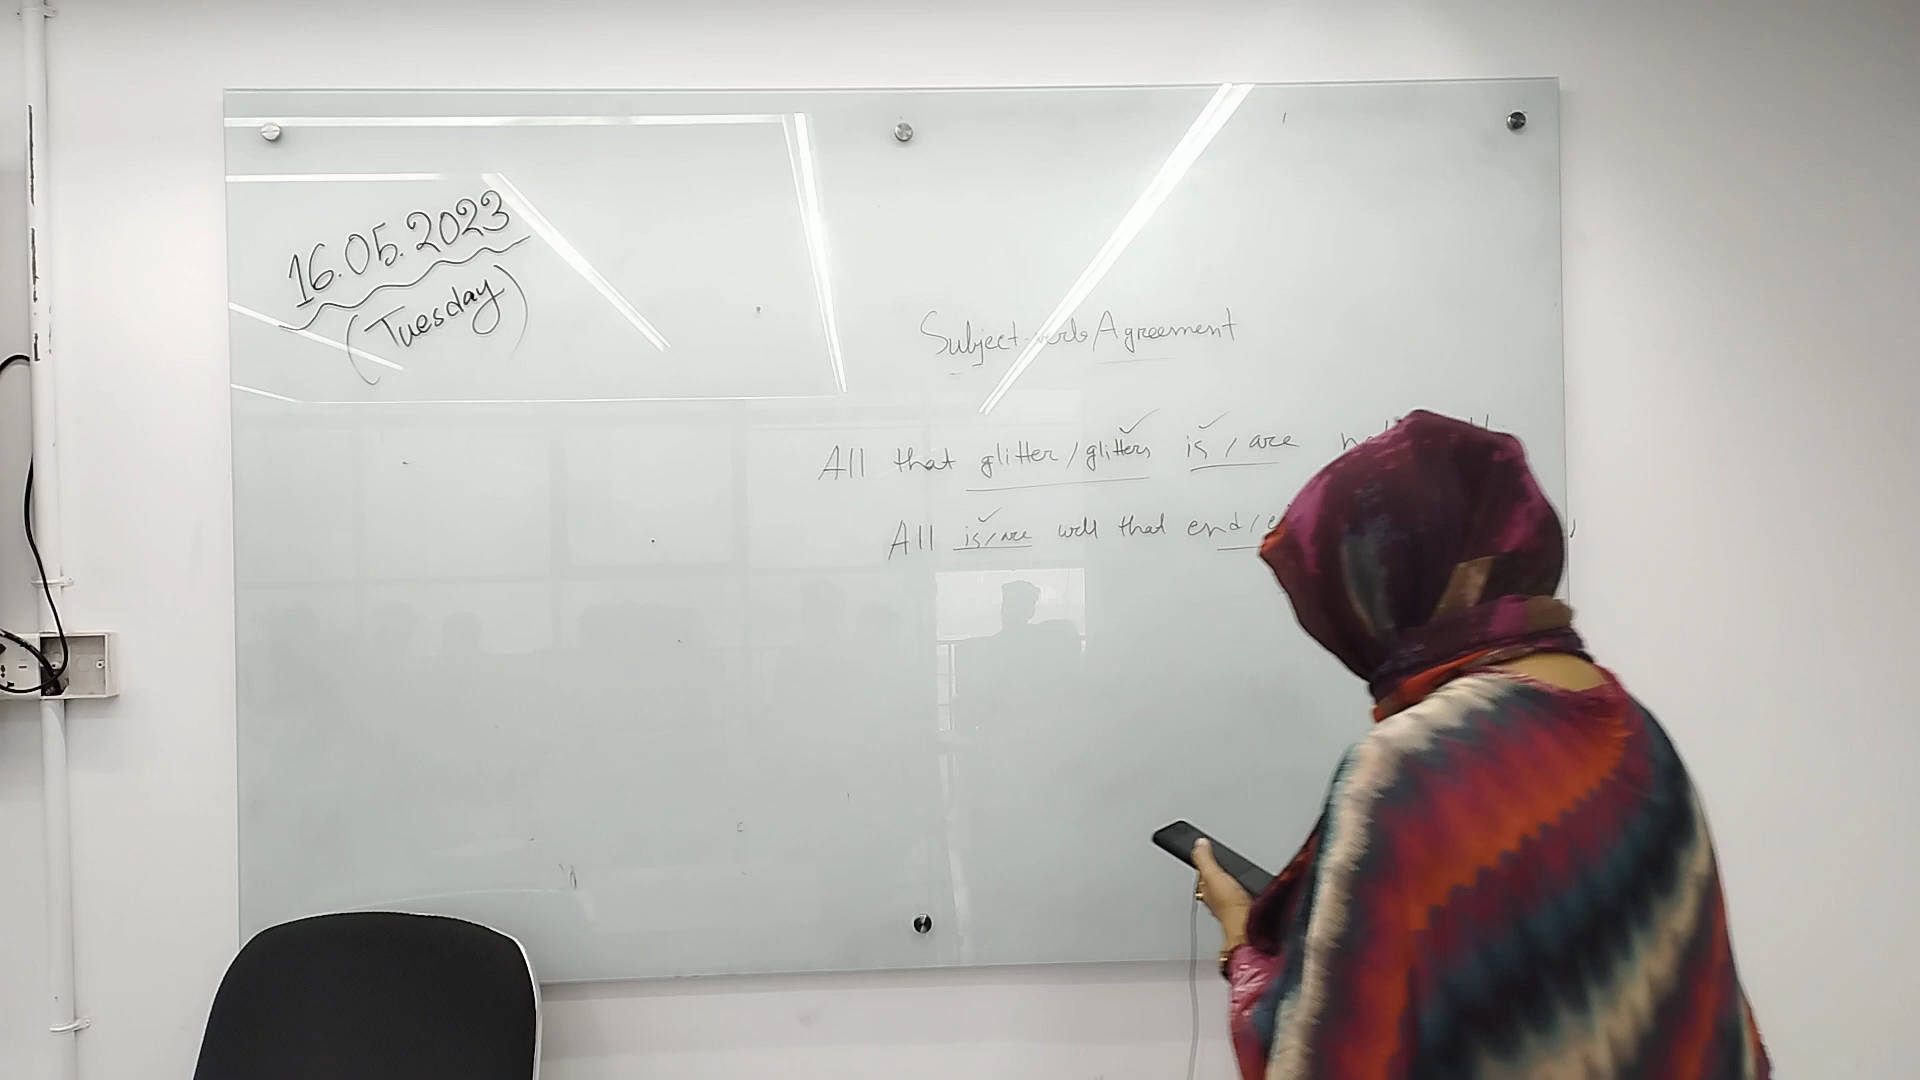 16.05.2023
(Tuesday)
Subject-verb Agreement
All that glitter/glitters is/are
All is/are well that end/